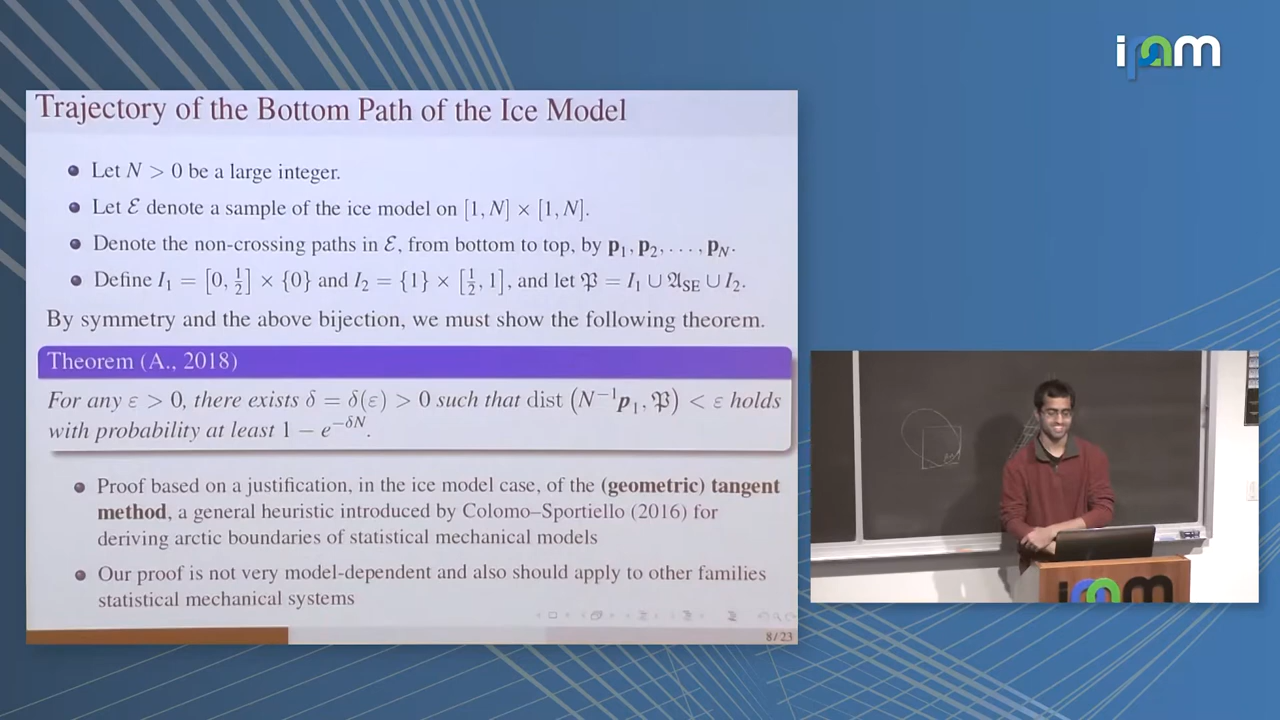 ipam
Trajectory of the Bottom Path of the Ice Model
Let N > 0 be a large integer.
Let ℰ denote a sample of the ice model on [1, N] × [1, N].
Denote the non-crossing paths in ℰ, from bottom to top, by p₁, p₂, . . . , p_N.
Define I₁ = [0, ½] × {0} and I₂ = {1} × [½, 1], and let 𝔓 = I₁ ∪ 𝔄_SE ∪ I₂.
By symmetry and the above bijection, we must show the following theorem.
Theorem (A., 2018)
For any ε > 0, there exists δ = δ(ε) > 0 such that dist (N⁻¹p₁, 𝔓) < ε holds
with probability at least 1 − e^{−δN}.
Proof based on a justification, in the ice model case, of the (geometric) tangent
method, a general heuristic introduced by Colomo–Sportiello (2016) for
deriving arctic boundaries of statistical mechanical models
Our proof is not very model-dependent and also should apply to other families
statistical mechanical systems
8 / 23
ipam